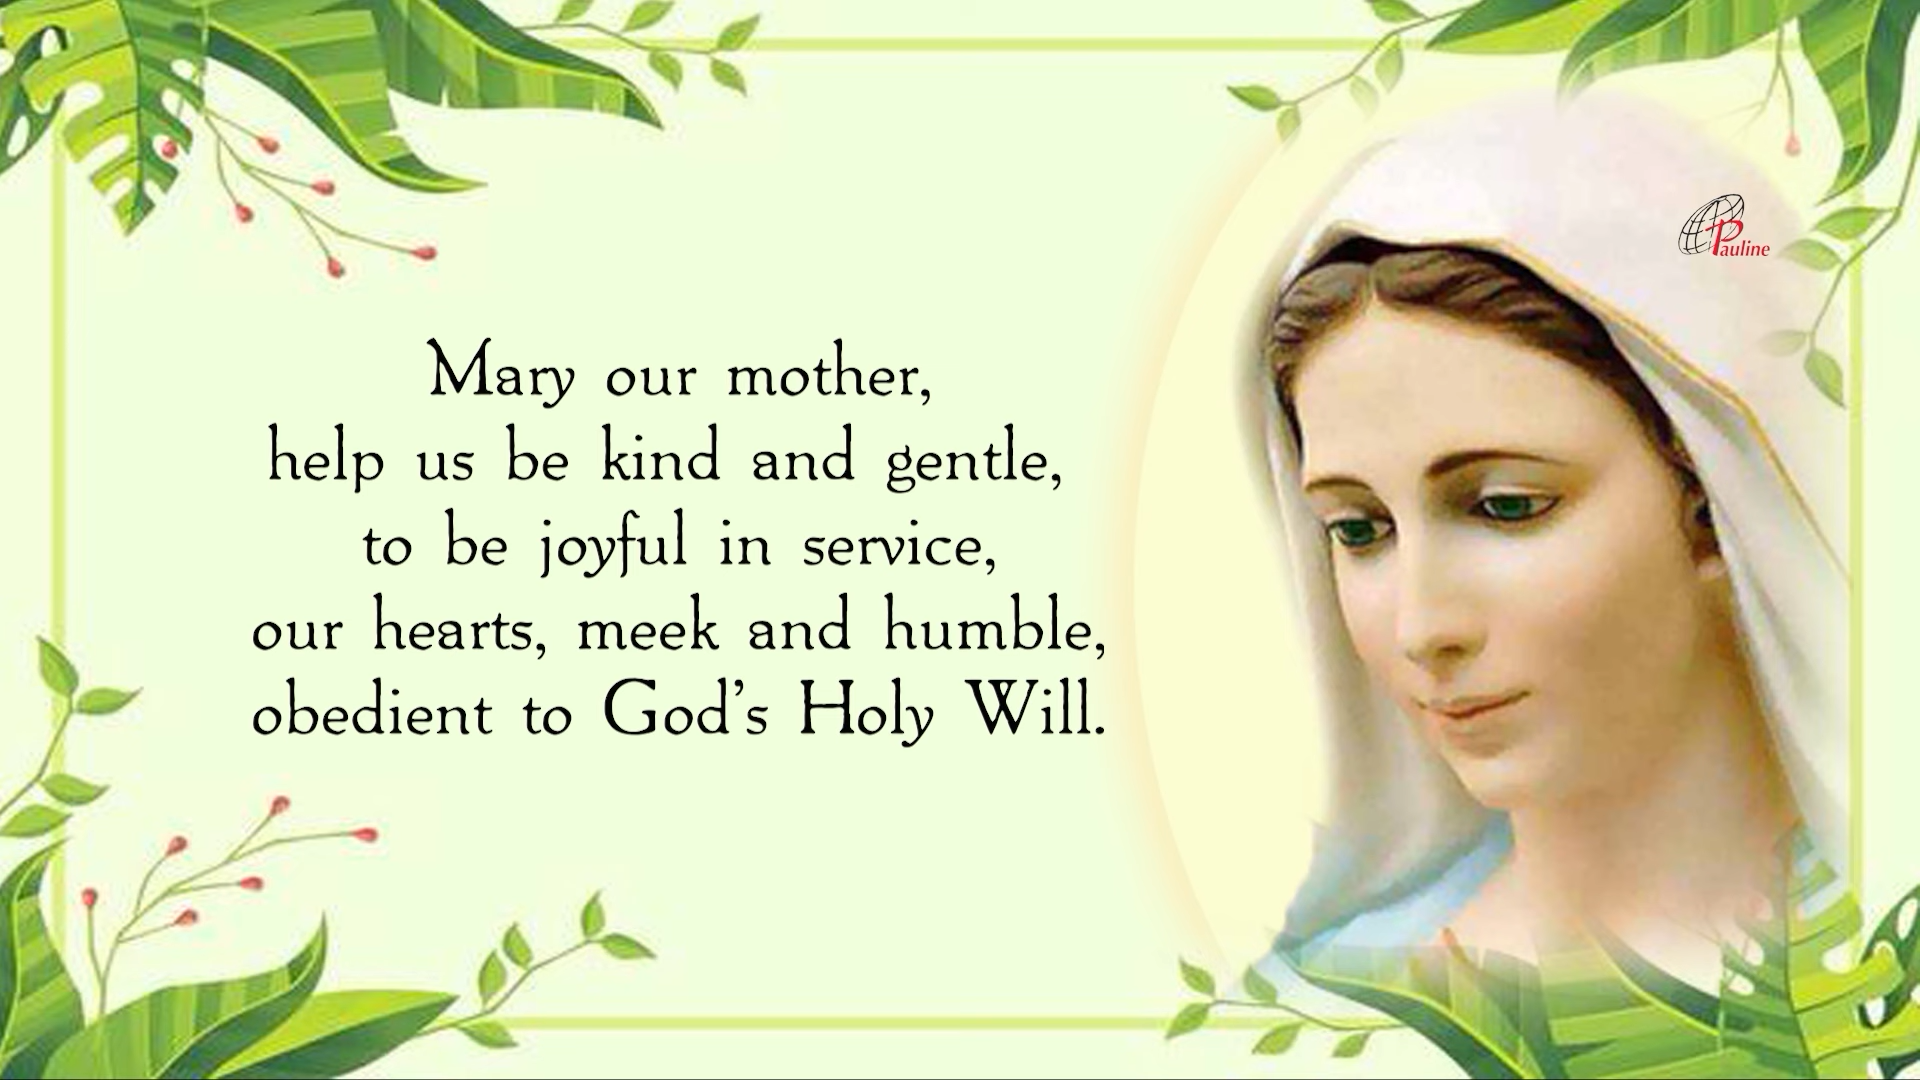 Mary our mother,
help us be kind and gentle,
to be joyful in service,
our hearts, meek and humble,
obedient to God’s Holy Will.
Pauline